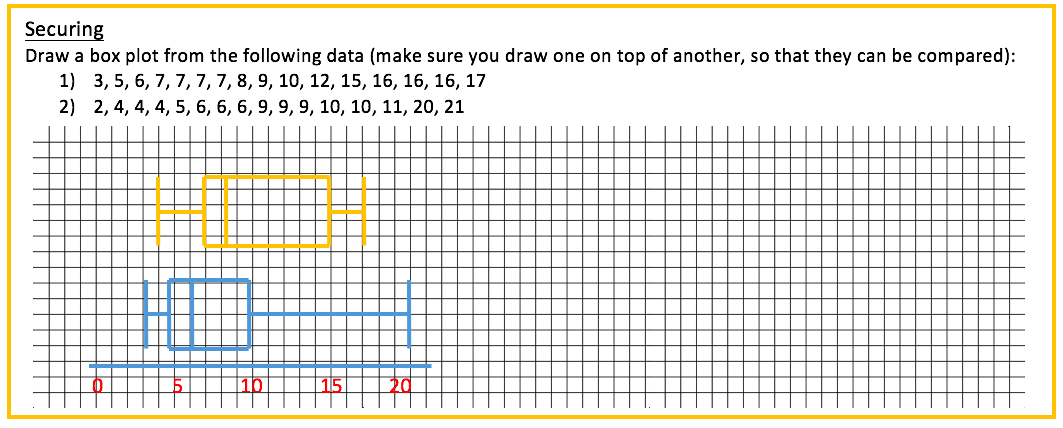 Securing
Draw a box plot from the following data (make sure you draw one on top of another, so that they can be compared):
1) 3, 5, 6, 7, 7, 7, 7, 8, 9, 10, 12, 15, 16, 16, 16, 17
2) 2, 4, 4, 4, 5, 6, 6, 6, 9, 9, 9, 10, 10, 11, 20, 21
0 5 10 15 20